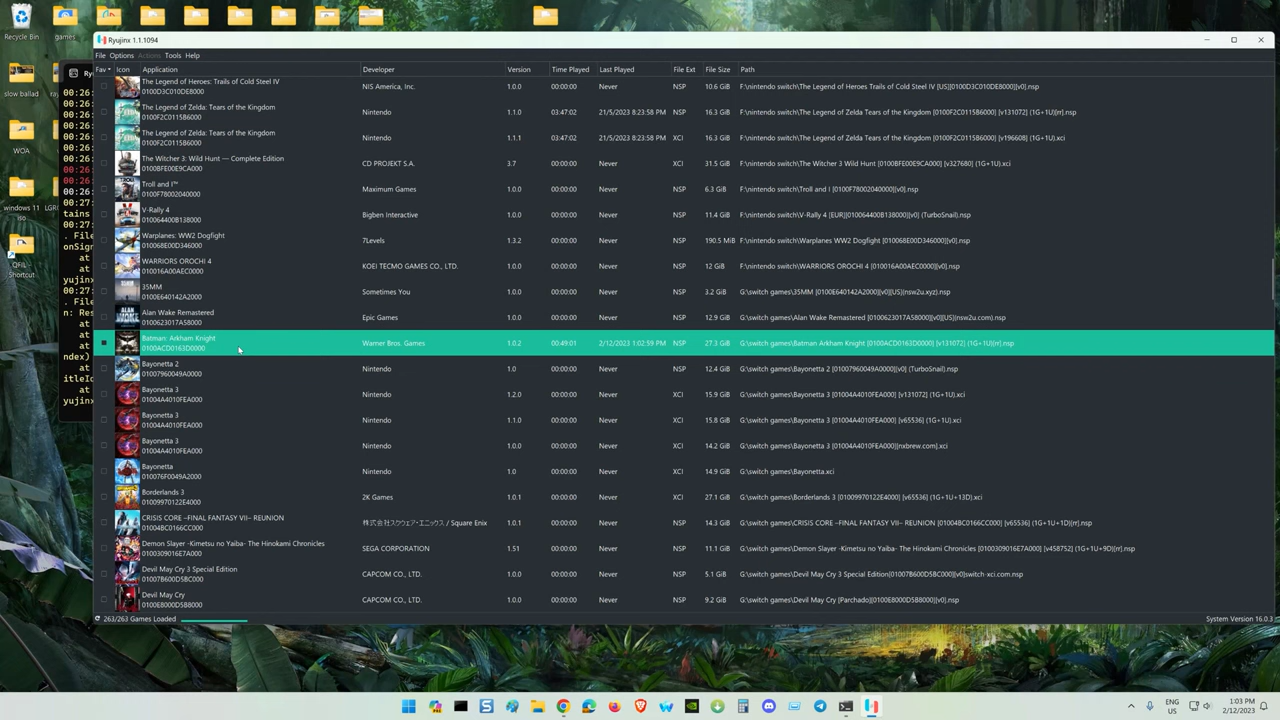 Recycle Bin
games
slow ballad
WOA
windows 11
iso
QFIL
Shortcut
Ryujinx 1.1.1094
File Options Actions Tools Help
Fav Icon Application Developer Version Time Played Last Played File Ext File Size Path
The Legend of Heroes: Trails of Cold Steel IV
0100D3C010DE8000 NIS America, Inc. 1.0.0 00:00:00 Never NSP 10.6 GiB F:\nintendo switch\The Legend of Heroes Trails of Cold Steel IV [US][0100D3C010DE8000][v0].nsp
The Legend of Zelda: Tears of the Kingdom
0100F2C0115B6000 Nintendo 1.1.0 03:47:02 21/5/2023 8:23:58 PM NSP 16.3 GiB F:\nintendo switch\The Legend of Zelda Tears of the Kingdom [0100F2C0115B6000] [v131072] (1G+1U)[rr].nsp
The Legend of Zelda: Tears of the Kingdom
0100F2C0115B6000 Nintendo 1.1.1 03:47:02 21/5/2023 8:23:58 PM XCI 16.3 GiB F:\nintendo switch\The Legend of Zelda Tears of the Kingdom [0100F2C0115B6000] [v196608] (1G+1U).xci
The Witcher 3: Wild Hunt — Complete Edition
0100BFE00E9CA000 CD PROJEKT S.A. 3.7 00:00:00 Never XCI 31.5 GiB F:\nintendo switch\The Witcher 3 Wild Hunt [0100BFE00E9CA000] [v327680] (1G+1U).xci
Troll and I™
0100F78002040000 Maximum Games 1.0.0 00:00:00 Never NSP 6.3 GiB F:\nintendo switch\Troll and I [0100F78002040000][v0].nsp
V-Rally 4
010064400B138000 Bigben Interactive 1.0.0 00:00:00 Never NSP 11.4 GiB F:\nintendo switch\V-Rally 4 [EUR][010064400B138000][v0] (TurboSnail).nsp
Warplanes: WW2 Dogfight
010068E00D346000 7Levels 1.3.2 00:00:00 Never NSP 190.5 MiB F:\nintendo switch\Warplanes WW2 Dogfight [010068E00D346000][v0].nsp
WARRIORS OROCHI 4
010016A00AEC0000 KOEI TECMO GAMES CO., LTD. 1.0.0 00:00:00 Never NSP 12 GiB F:\nintendo switch\WARRIORS OROCHI 4 [010016A00AEC0000][v0].nsp
35MM
0100E640142A2000 Sometimes You 1.0.0 00:00:00 Never NSP 3.2 GiB G:\switch games\35MM [0100E640142A2000][v0][US](nsw2u.xyz).nsp
Alan Wake Remastered
0100623017A58000 Epic Games 1.0.0 00:00:00 Never NSP 12.9 GiB G:\switch games\Alan Wake Remastered [0100623017A58000][v0][US](nsw2u.com).nsp
Batman: Arkham Knight
0100ACD0163D0000 Warner Bros. Games 1.0.2 00:49:01 2/12/2023 1:02:59 PM NSP 27.3 GiB G:\switch games\Batman Arkham Knight [0100ACD0163D0000] [v131072] (1G+1U)[rr].nsp
Bayonetta 2
01007960049A0000 Nintendo 1.0 00:00:00 Never NSP 12.4 GiB G:\switch games\Bayonetta 2 [01007960049A0000][v0] (TurboSnail).nsp
Bayonetta 3
01004A4010FEA000 Nintendo 1.2.0 00:00:00 Never XCI 15.9 GiB G:\switch games\Bayonetta 3 [01004A4010FEA000] [v131072] (1G+1U).xci
Bayonetta 3
01004A4010FEA000 Nintendo 1.1.0 00:00:00 Never XCI 15.8 GiB G:\switch games\Bayonetta 3 [01004A4010FEA000] [v65536] (1G+1U).xci
Bayonetta 3
01004A4010FEA000 Nintendo 1.0.0 00:00:00 Never XCI 14.2 GiB G:\switch games\Bayonetta 3 [01004A4010FEA000][nxbrew.com].xci
Bayonetta
010076F0049A2000 Nintendo 1.0 00:00:00 Never XCI 14.9 GiB G:\switch games\Bayonetta.xci
Borderlands 3
01009970122E4000 2K Games 1.0.1 00:00:00 Never XCI 27.1 GiB G:\switch games\Borderlands 3 [01009970122E4000] [v65536] (1G+1U+13D).xci
CRISIS CORE –FINAL FANTASY VII– REUNION
01004BC0166CC000 株式会社スクウェア・エニックス / Square Enix 1.0.1 00:00:00 Never NSP 14.3 GiB G:\switch games\CRISIS CORE –FINAL FANTASY VII– REUNION [01004BC0166CC000] [v65536] (1G+1U+1D)[rr].nsp
Demon Slayer -Kimetsu no Yaiba- The Hinokami Chronicles
0100309016E7A000 SEGA CORPORATION 1.51 00:00:00 Never NSP 11.1 GiB G:\switch games\Demon Slayer -Kimetsu no Yaiba- The Hinokami Chronicles [0100309016E7A000] [v458752] (1G+1U+9D)[rr].nsp
Devil May Cry 3 Special Edition
01007B600D5BC000 CAPCOM CO., LTD. 1.0.0 00:00:00 Never NSP 5.1 GiB G:\switch games\Devil May Cry 3 Special Edition[01007B600D5BC000][v0]switch-xci.com.nsp
Devil May Cry
0100E8000D5B8000 CAPCOM CO., LTD. 1.0.0 00:00:00 Never NSP 9.2 GiB G:\switch games\Devil May Cry [Parchado][0100E8000D5B8000][v0].nsp
263/263 Games Loaded System Version 16.0.3
ENG
US
1:03 PM
2/12/2023